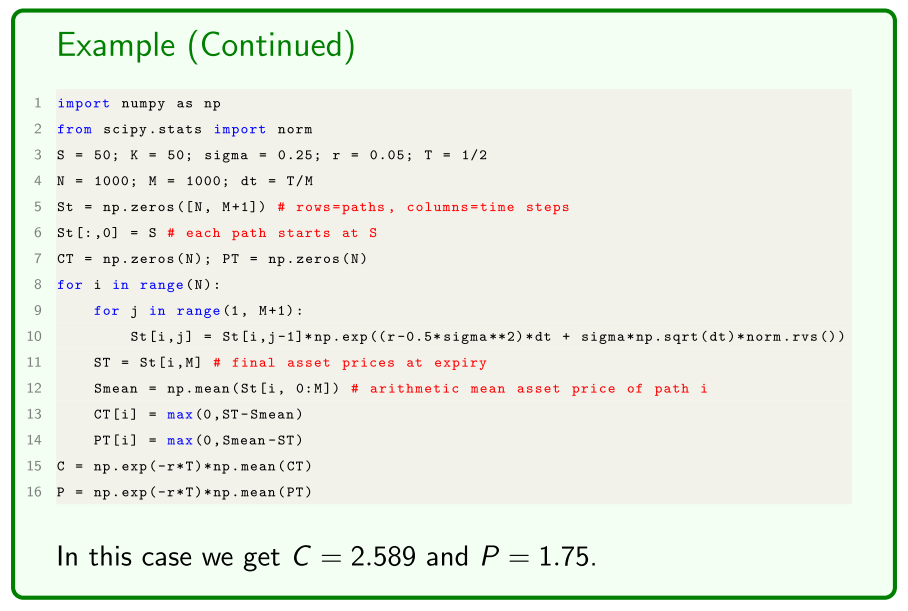 Example (Continued)
1 import numpy as np
2 from scipy.stats import norm
3 S = 50; K = 50; sigma = 0.25; r = 0.05; T = 1/2
4 N = 1000; M = 1000; dt = T/M
5 St = np.zeros([N, M+1]) # rows=paths, columns=time steps
6 St[:,0] = S # each path starts at S
7 CT = np.zeros(N); PT = np.zeros(N)
8 for i in range(N):
9     for j in range(1, M+1):
10         St[i,j] = St[i,j-1]*np.exp((r-0.5*sigma**2)*dt + sigma*np.sqrt(dt)*norm.rvs())
11     ST = St[i,M] # final asset prices at expiry
12     Smean = np.mean(St[i, 0:M]) # arithmetic mean asset price of path i
13     CT[i] = max(0,ST-Smean)
14     PT[i] = max(0,Smean-ST)
15 C = np.exp(-r*T)*np.mean(CT)
16 P = np.exp(-r*T)*np.mean(PT)
In this case we get C = 2.589 and P = 1.75.